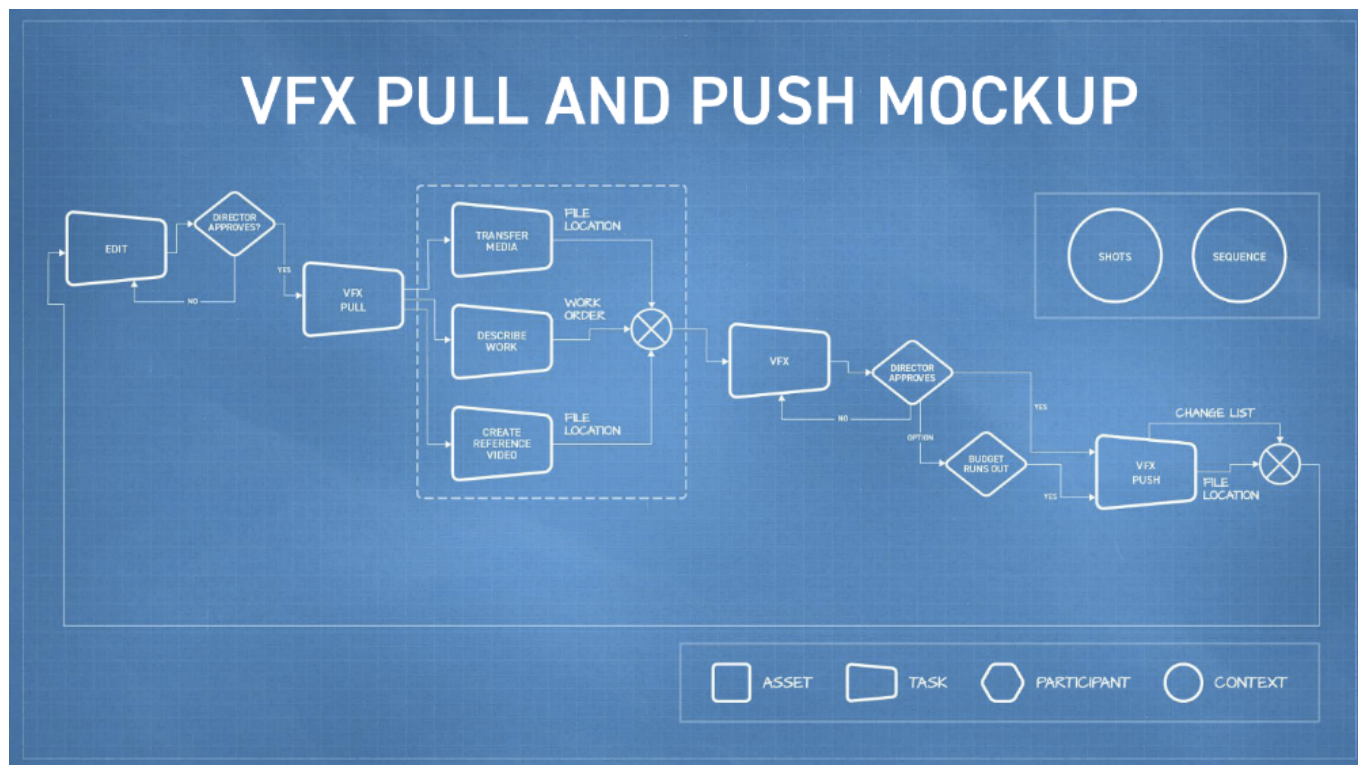 VFX PULL AND PUSH MOCKUP
EDIT
DIRECTOR
APPROVES?
NO
YES
VFX
PULL
TRANSFER
MEDIA
FILE
LOCATION
DESCRIBE
WORK
WORK
ORDER
CREATE
REFERENCE
VIDEO
FILE
LOCATION
VFX
DIRECTOR
APPROVES
NO
OPTION
YES
BUDGET
RUNS OUT
YES
VFX
PUSH
CHANGE LIST
FILE
LOCATION
SHOTS
SEQUENCE
ASSET
TASK
PARTICIPANT
CONTEXT